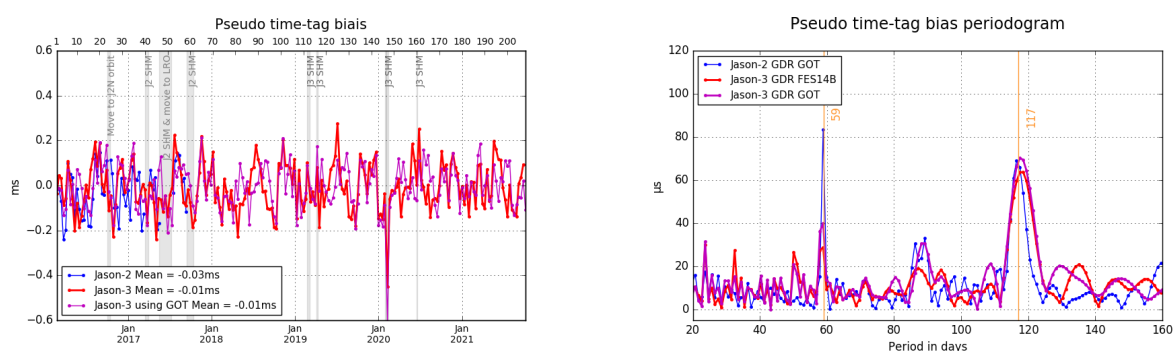 Pseudo time-tag biais
1 10 20 30 40 50 60 70 80 90 100 110 120 130 140 150 160 170 180 190 200
0.6
0.4
0.2
0.0
−0.2
−0.4
−0.6
ms
Move to J2N orbit
J2 SHM
J2 SHM & move to LRO
J2 SHM
J3 SHM
J3 SHM
J3 SHM
J3 SHM
Jason-2 Mean = -0.03ms
Jason-3 Mean = -0.01ms
Jason-3 using GOT Mean = -0.01ms
Jan Jan Jan Jan Jan
2017 2018 2019 2020 2021
Pseudo time-tag bias periodogram
120
100
80
60
40
20
0
µs
Jason-2 GDR GOT
Jason-3 GDR FES14B
Jason-3 GDR GOT
59
117
20 40 60 80 100 120 140 160
Period in days